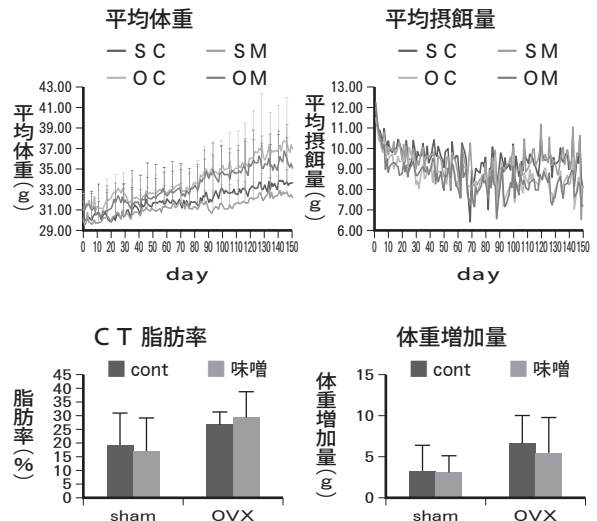 平均体重
SC SM
OC OM
43.00
41.00
39.00
37.00
35.00
33.00
31.00
29.00
平均体重(g)
0 10 20 30 40 50 60 70 80 90 100 110 120 130 140 150
day
平均摂餌量
SC SM
OC OM
13.00
12.00
11.00
10.00
9.00
8.00
7.00
6.00
平均摂餌量(g)
0 10 20 30 40 50 60 70 80 90 100 110 120 130 140 150
day
CT脂肪率
cont 味噌
45
40
35
30
25
20
15
10
5
0
脂肪率(%)
sham OVX
体重増加量
cont 味噌
15
10
5
0
体重増加量(g)
sham OVX